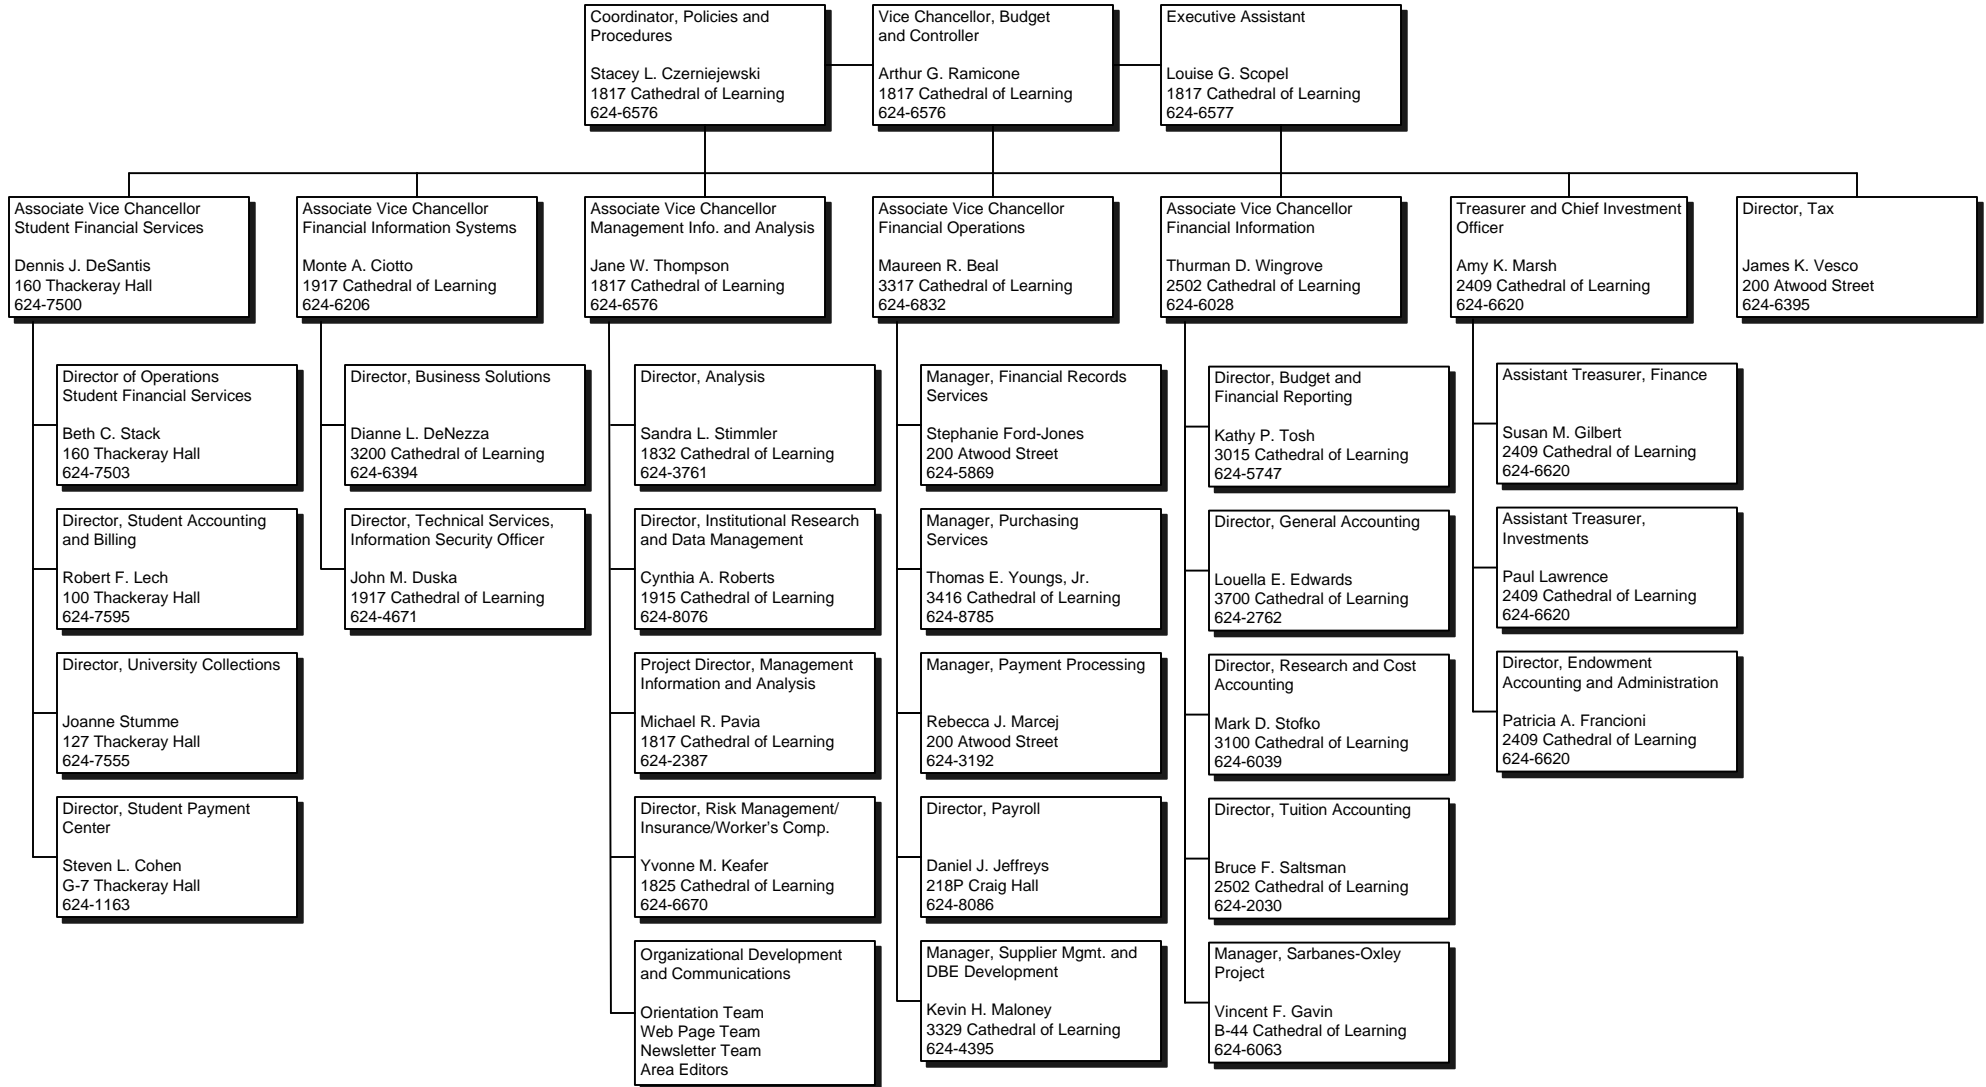 Coordinator, Policies and
Procedures
Stacey L. Czerniejewski
1817 Cathedral of Learning
624-6576
Vice Chancellor, Budget
and Controller
Arthur G. Ramicone
1817 Cathedral of Learning
624-6576
Executive Assistant
Louise G. Scopel
1817 Cathedral of Learning
624-6577
Associate Vice Chancellor
Student Financial Services
Dennis J. DeSantis
160 Thackeray Hall
624-7500
Associate Vice Chancellor
Financial Information Systems
Monte A. Ciotto
1917 Cathedral of Learning
624-6206
Associate Vice Chancellor
Management Info. and Analysis
Jane W. Thompson
1817 Cathedral of Learning
624-6576
Associate Vice Chancellor
Financial Operations
Maureen R. Beal
3317 Cathedral of Learning
624-6832
Associate Vice Chancellor
Financial Information
Thurman D. Wingrove
2502 Cathedral of Learning
624-6028
Treasurer and Chief Investment
Officer
Amy K. Marsh
2409 Cathedral of Learning
624-6620
Director, Tax
James K. Vesco
200 Atwood Street
624-6395
Director of Operations
Student Financial Services
Beth C. Stack
160 Thackeray Hall
624-7503
Director, Student Accounting
and Billing
Robert F. Lech
100 Thackeray Hall
624-7595
Director, University Collections
Joanne Stumme
127 Thackeray Hall
624-7555
Director, Student Payment
Center
Steven L. Cohen
G-7 Thackeray Hall
624-1163
Director, Business Solutions
Dianne L. DeNezza
3200 Cathedral of Learning
624-6394
Director, Technical Services,
Information Security Officer
John M. Duska
1917 Cathedral of Learning
624-4671
Director, Analysis
Sandra L. Stimmler
1832 Cathedral of Learning
624-3761
Director, Institutional Research
and Data Management
Cynthia A. Roberts
1915 Cathedral of Learning
624-8076
Project Director, Management
Information and Analysis
Michael R. Pavia
1817 Cathedral of Learning
624-2387
Director, Risk Management/
Insurance/Worker's Comp.
Yvonne M. Keafer
1825 Cathedral of Learning
624-6670
Organizational Development
and Communications
Orientation Team
Web Page Team
Newsletter Team
Area Editors
Manager, Financial Records
Services
Stephanie Ford-Jones
200 Atwood Street
624-5869
Manager, Purchasing
Services
Thomas E. Youngs, Jr.
3416 Cathedral of Learning
624-8785
Manager, Payment Processing
Rebecca J. Marcej
200 Atwood Street
624-3192
Director, Payroll
Daniel J. Jeffreys
218P Craig Hall
624-8086
Manager, Supplier Mgmt. and
DBE Development
Kevin H. Maloney
3329 Cathedral of Learning
624-4395
Director, Budget and
Financial Reporting
Kathy P. Tosh
3015 Cathedral of Learning
624-5747
Director, General Accounting
Louella E. Edwards
3700 Cathedral of Learning
624-2762
Director, Research and Cost
Accounting
Mark D. Stofko
3100 Cathedral of Learning
624-6039
Director, Tuition Accounting
Bruce F. Saltsman
2502 Cathedral of Learning
624-2030
Manager, Sarbanes-Oxley
Project
Vincent F. Gavin
B-44 Cathedral of Learning
624-6063
Assistant Treasurer, Finance
Susan M. Gilbert
2409 Cathedral of Learning
624-6620
Assistant Treasurer,
Investments
Paul Lawrence
2409 Cathedral of Learning
624-6620
Director, Endowment
Accounting and Administration
Patricia A. Francioni
2409 Cathedral of Learning
624-6620